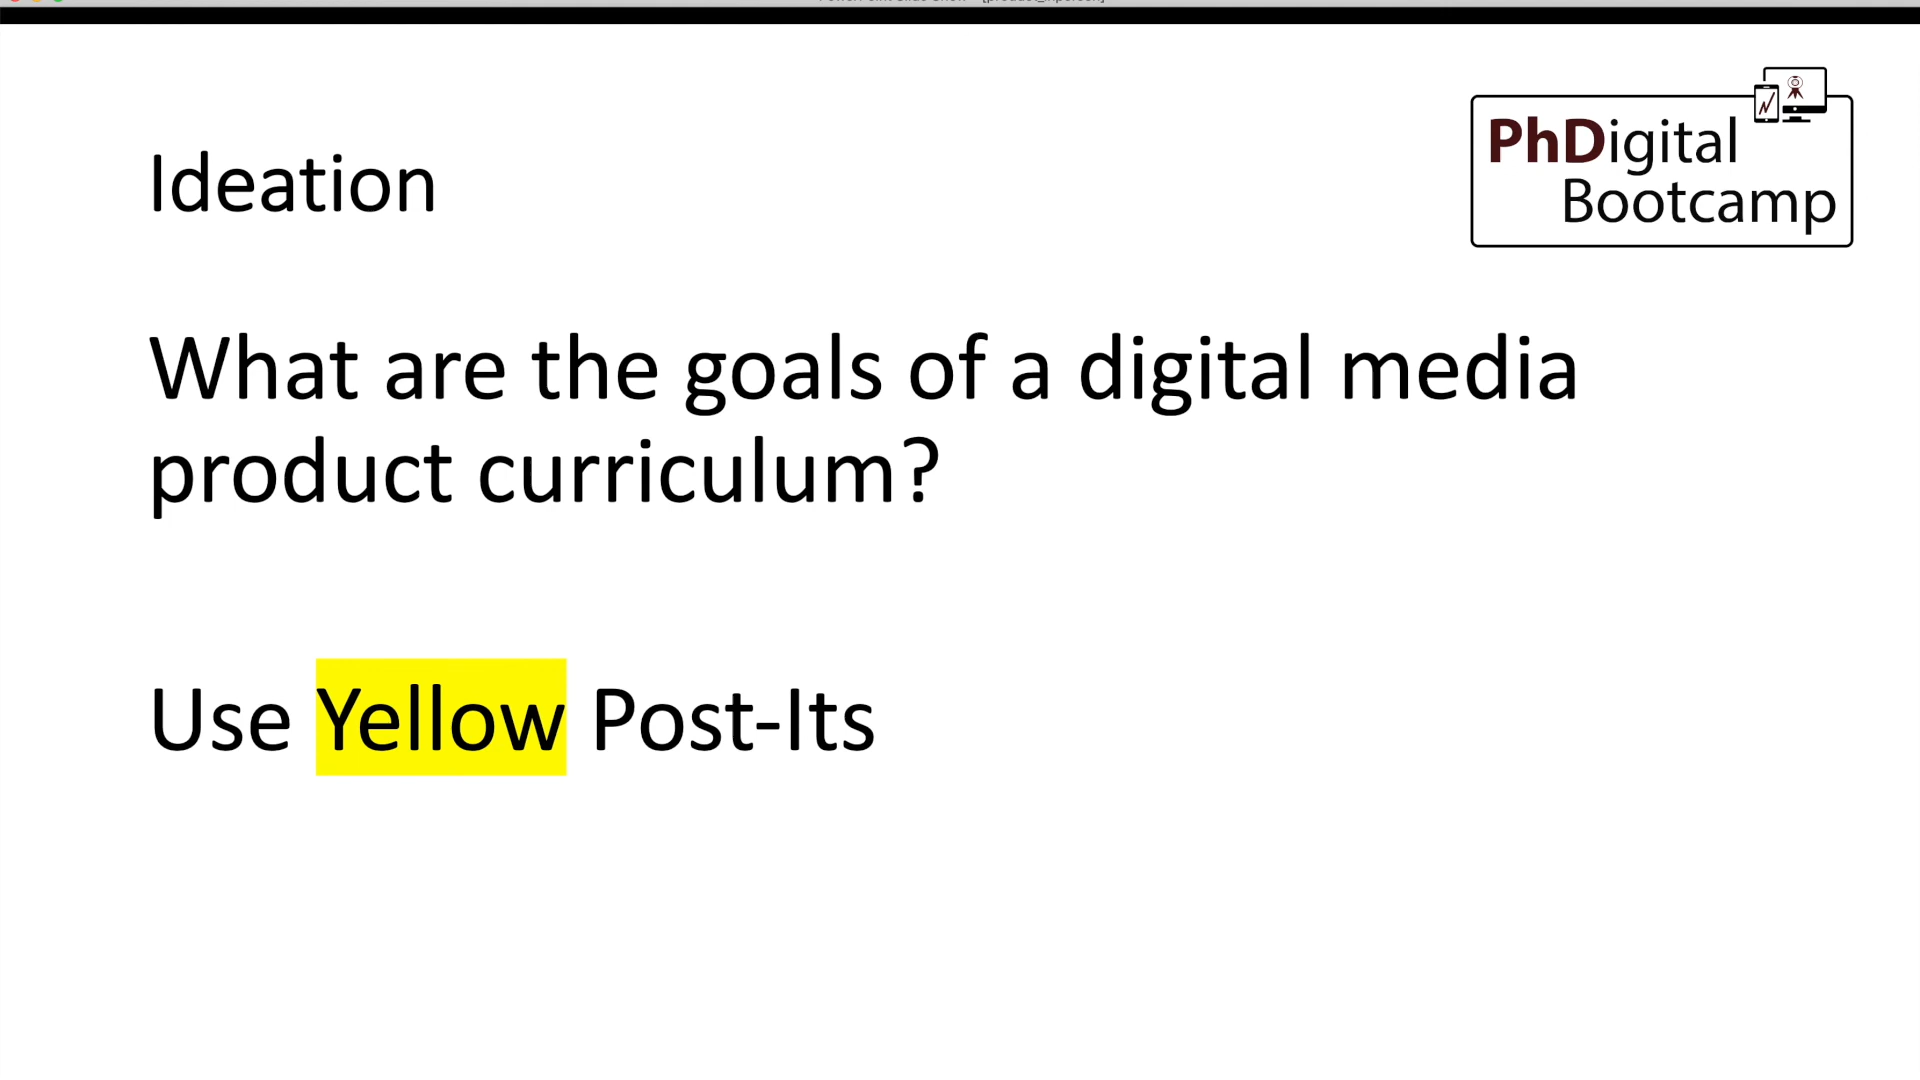 Ideation
PhDigital
Bootcamp
What are the goals of a digital media
product curriculum?
Use Yellow Post-Its